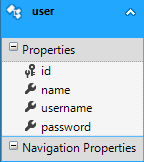 user
Properties
id
name
username
password
Navigation Properties